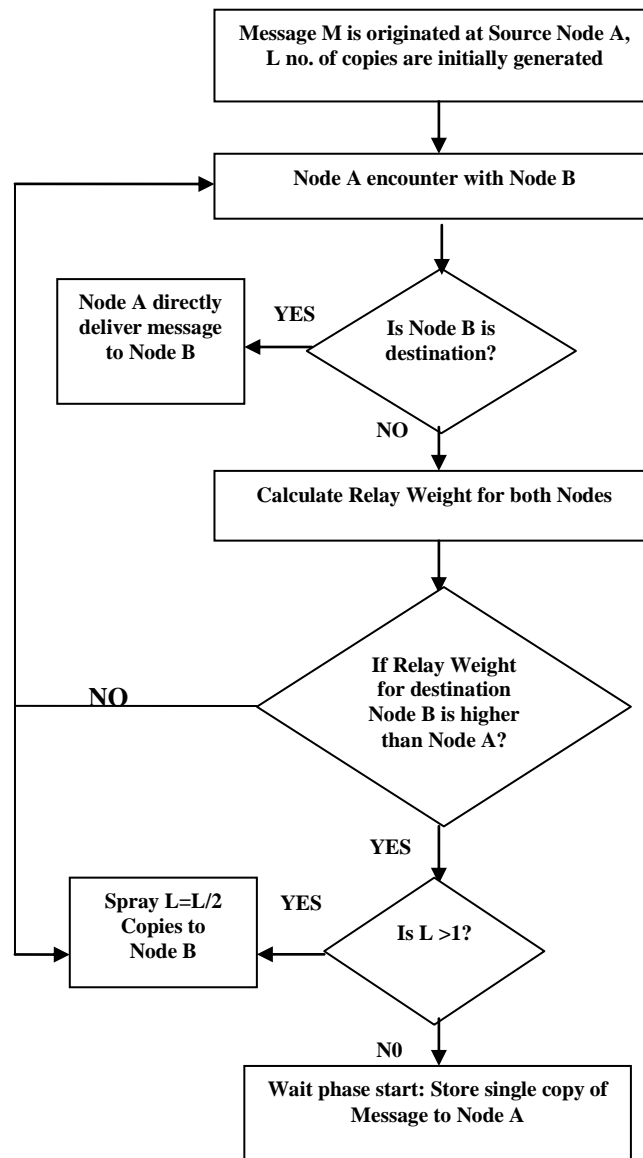 Message M is originated at Source Node A,
L no. of copies are initially generated
Node A encounter with Node B
Node A directly
deliver message
to Node B
YES
Is Node B is
destination?
NO
Calculate Relay Weight for both Nodes
If Relay Weight
for destination
Node B is higher
than Node A?
NO
YES
Spray L=L/2
Copies to
Node B
YES
Is L >1?
N0
Wait phase start: Store single copy of
Message to Node A